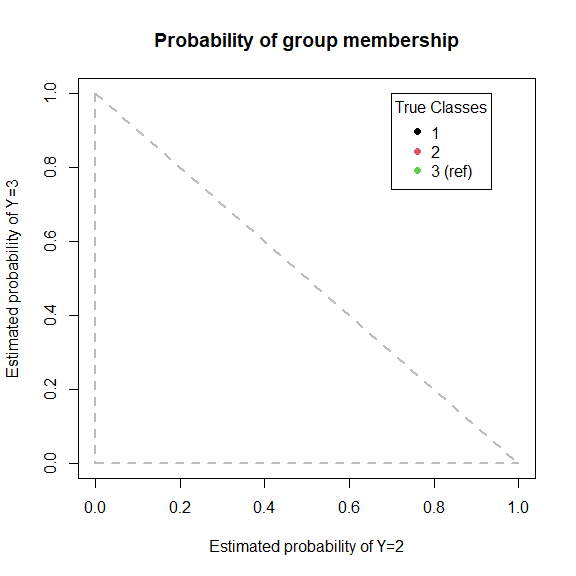 Probability of group membership
True Classes
1
2
3 (ref)
Estimated probability of Y=3
1.0
0.8
0.6
0.4
0.2
0.0
0.0 0.2 0.4 0.6 0.8 1.0
Estimated probability of Y=2